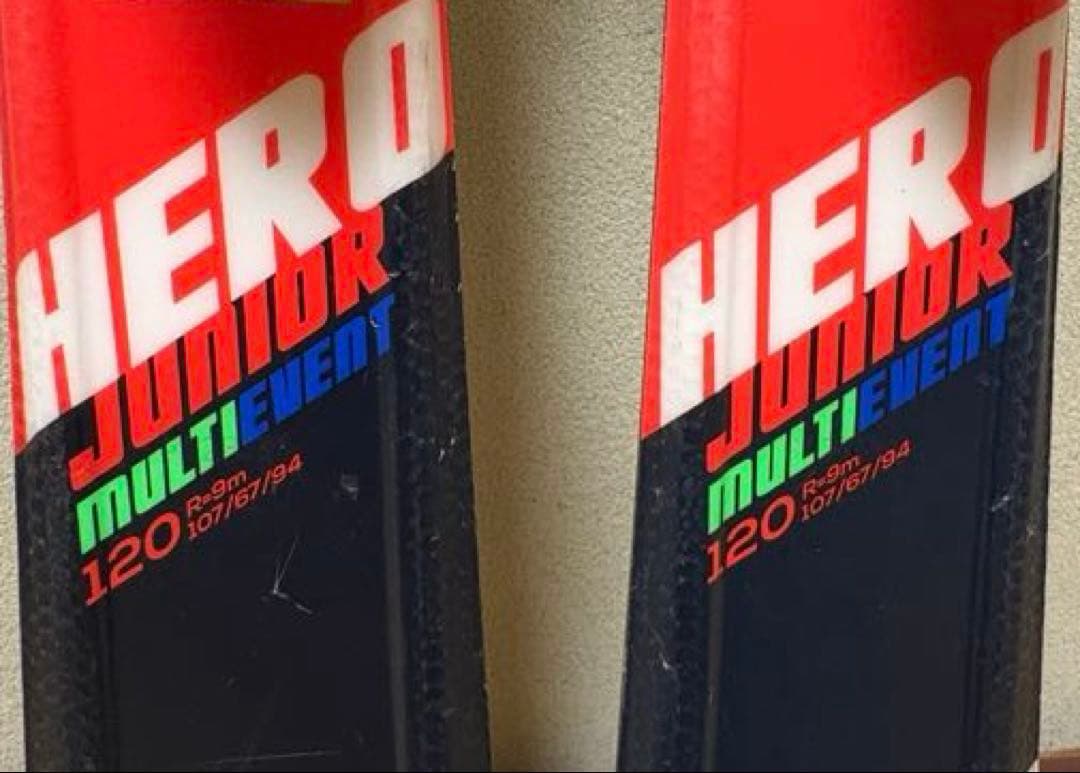 HERO
JUNIOR
MULTIEVENT
120 R=9m
107/67/94
HERO
JUNIOR
MULTIEVENT
120 R=9m
107/67/94